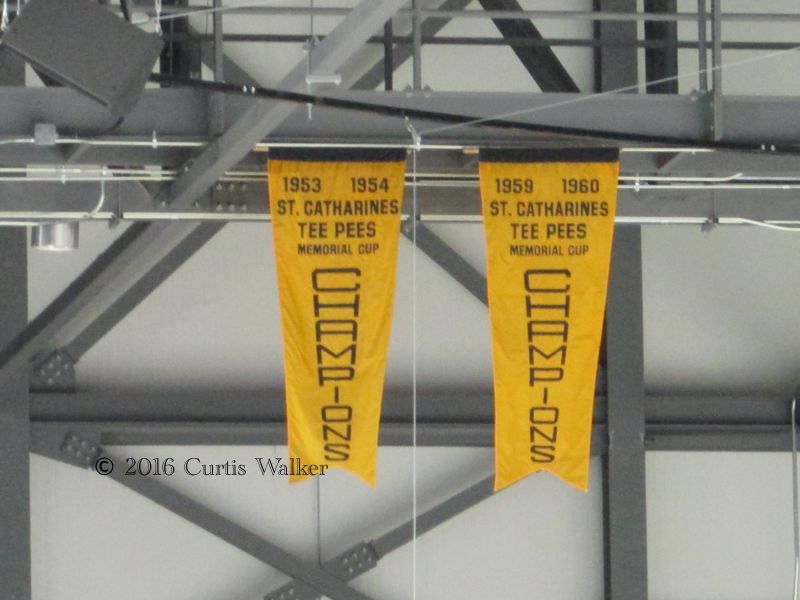 1953 1954
ST. CATHARINES
TEE PEES
MEMORIAL CUP
CHAMPIONS
1959 1960
ST. CATHARINES
TEE PEES
MEMORIAL CUP
CHAMPIONS
© 2016 Curtis Walker